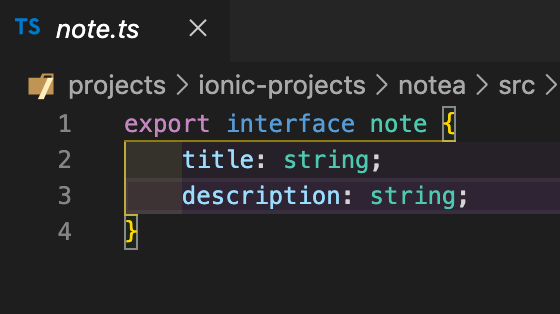 TS note.ts ×
projects > ionic-projects > notea > src >
1 export interface note {
2 title: string;
3 description: string;
4 }